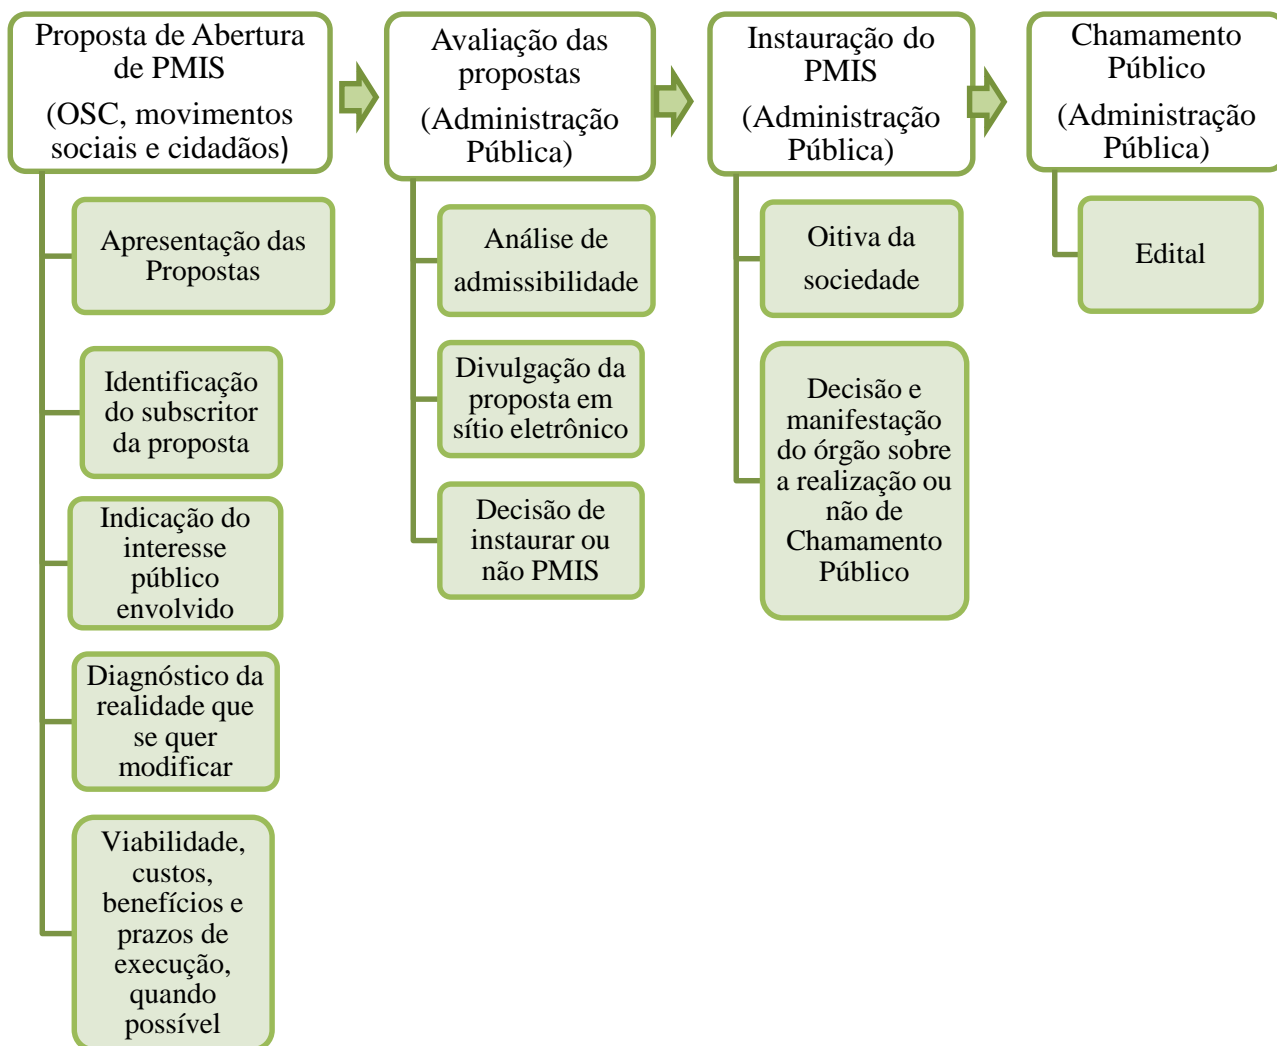 Proposta de Abertura
de PMIS
(OSC, movimentos
sociais e cidadãos)
Apresentação das
Propostas
Identificação
do subscritor
da proposta
Indicação do
interesse
público
envolvido
Diagnóstico da
realidade que
se quer
modificar
Viabilidade,
custos,
benefícios e
prazos de
execução,
quando
possível
Avaliação das
propostas
(Administração
Pública)
Análise de
admissibilidade
Divulgação da
proposta em
sítio eletrônico
Decisão de
instaurar ou
não PMIS
Instauração do
PMIS
(Administração
Pública)
Oitiva da
sociedade
Decisão e
manifestação
do órgão sobre
a realização ou
não de
Chamamento
Público
Chamamento
Público
(Administração
Pública)
Edital